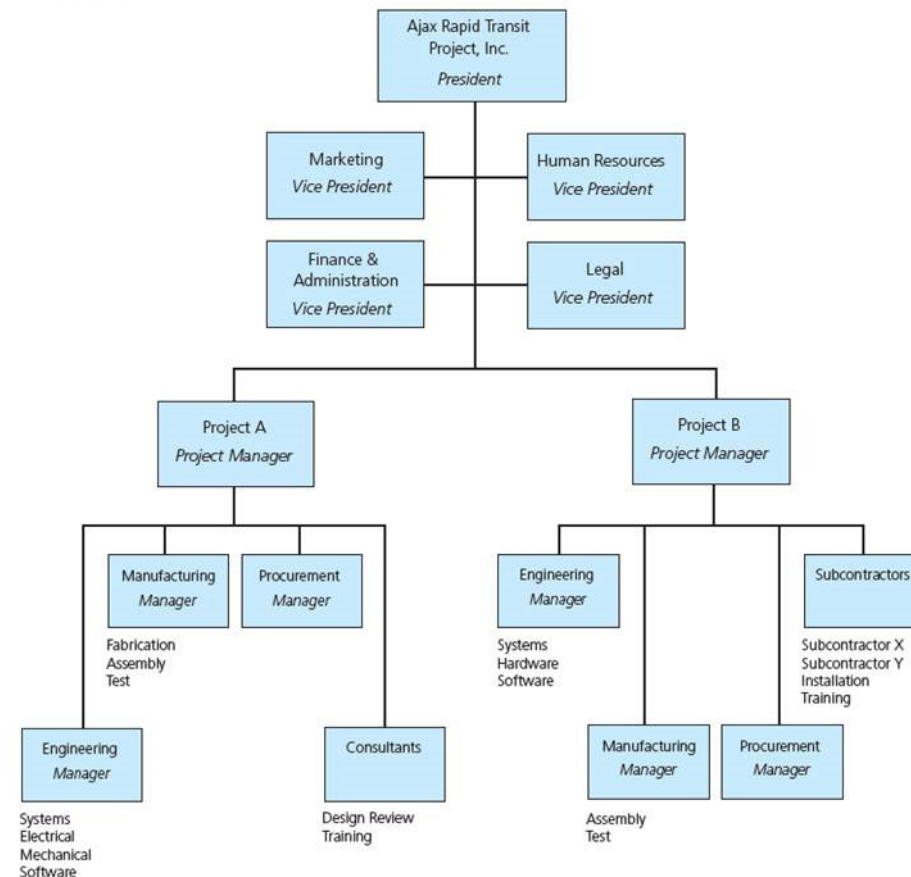 Ajax Rapid Transit
Project, Inc.
President
Marketing
Vice President
Human Resources
Vice President
Finance &
Administration
Vice President
Legal
Vice President
Project A
Project Manager
Project B
Project Manager
Manufacturing
Manager
Fabrication
Assembly
Test
Procurement
Manager
Engineering
Manager
Systems
Electrical
Mechanical
Software
Consultants
Design Review
Training
Engineering
Manager
Systems
Hardware
Software
Subcontractors
Subcontractor X
Subcontractor Y
Installation
Training
Manufacturing
Manager
Assembly
Test
Procurement
Manager